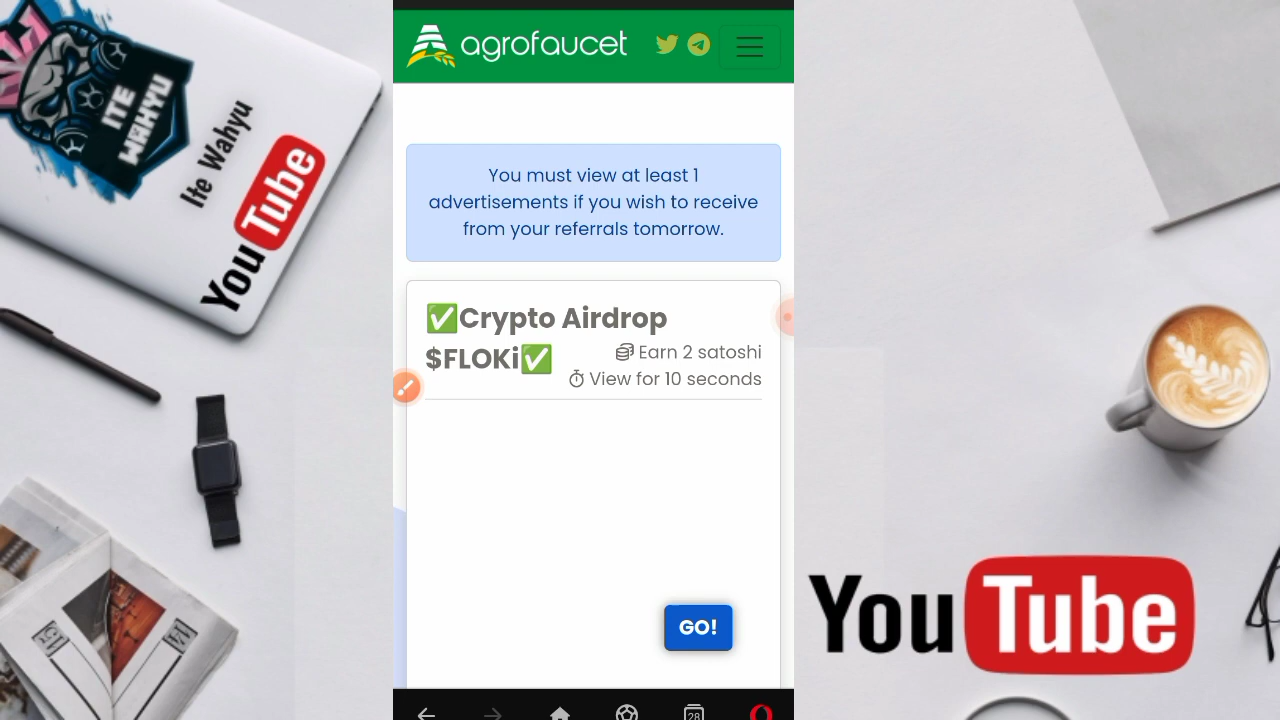 ITE
WAHYU
Ite Wahyu
YouTube
agrofaucet
You must view at least 1
advertisements if you wish to receive
from your referrals tomorrow.
✅Crypto Airdrop
$FLOKi✅
Earn 2 satoshi
View for 10 seconds
GO!
28
YouTube